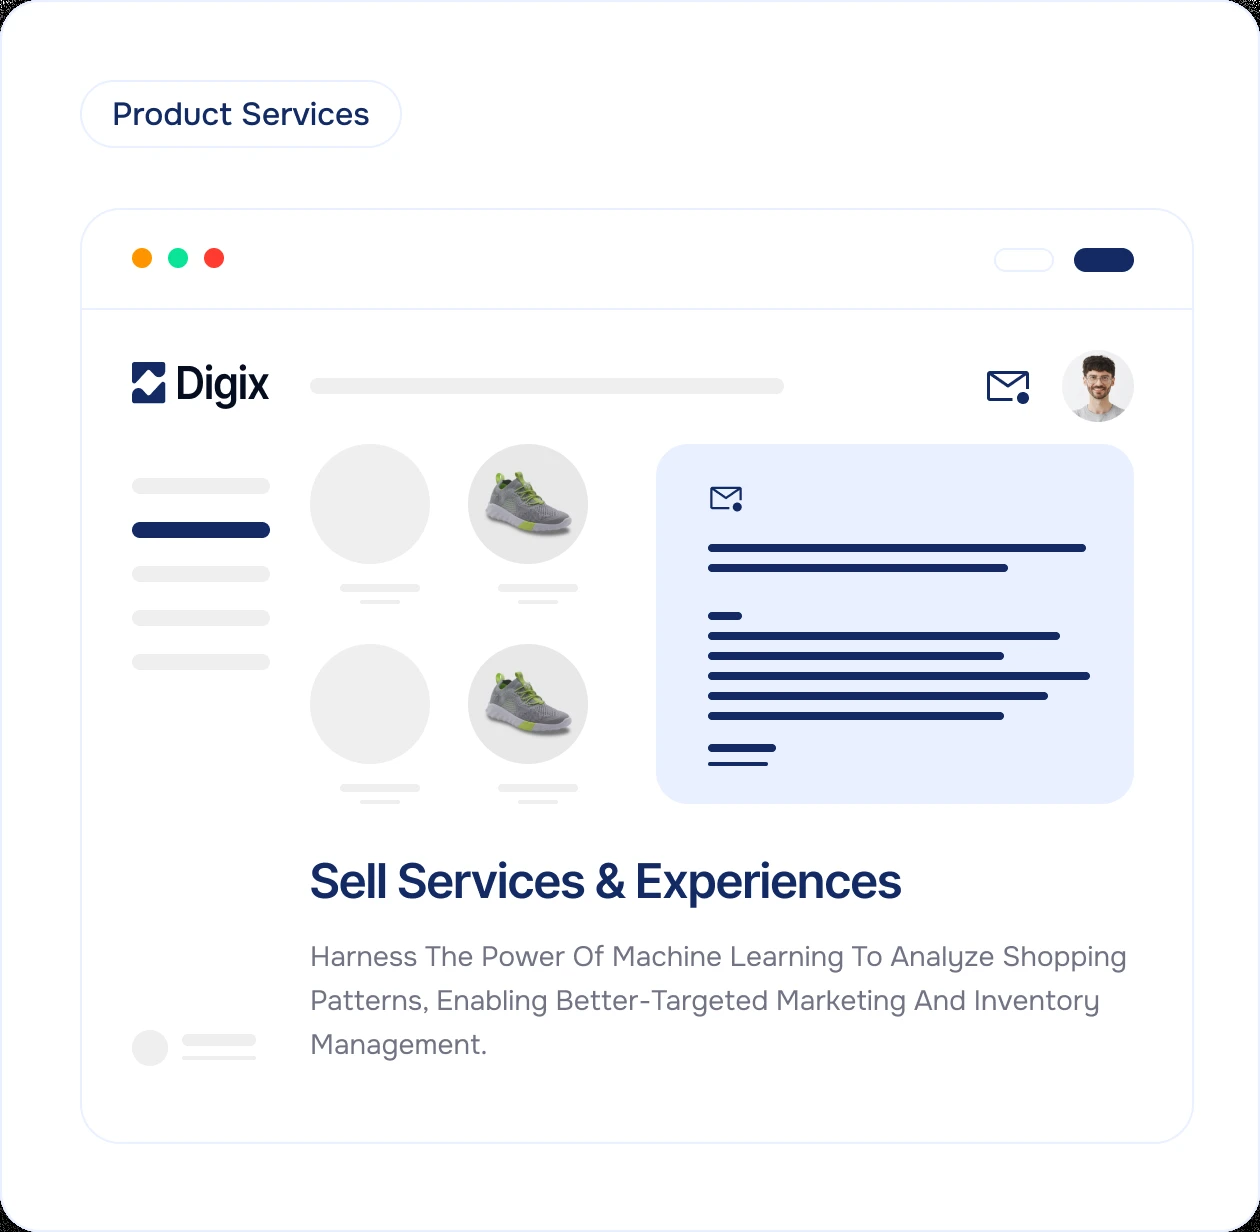 Product Services
Digix
Sell Services & Experiences
Harness The Power Of Machine Learning To Analyze Shopping
Patterns, Enabling Better-Targeted Marketing And Inventory
Management.